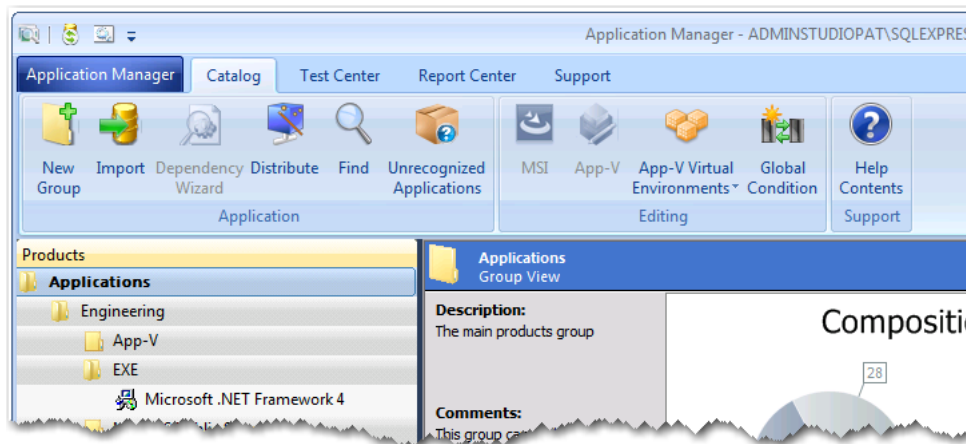 Application Manager - ADMINSTUDIOPAT\SQLEXPRES
Application Manager Catalog Test Center Report Center Support
New Group
Import
Dependency Wizard
Distribute
Find
Unrecognized Applications
MSI
App-V
App-V Virtual Environments
Global Condition
Help Contents
Application
Editing
Support
Products
Applications
Engineering
App-V
EXE
Microsoft .NET Framework 4
Applications
Group View
Description:
The main products group
Comments:
This group
Compositi
28